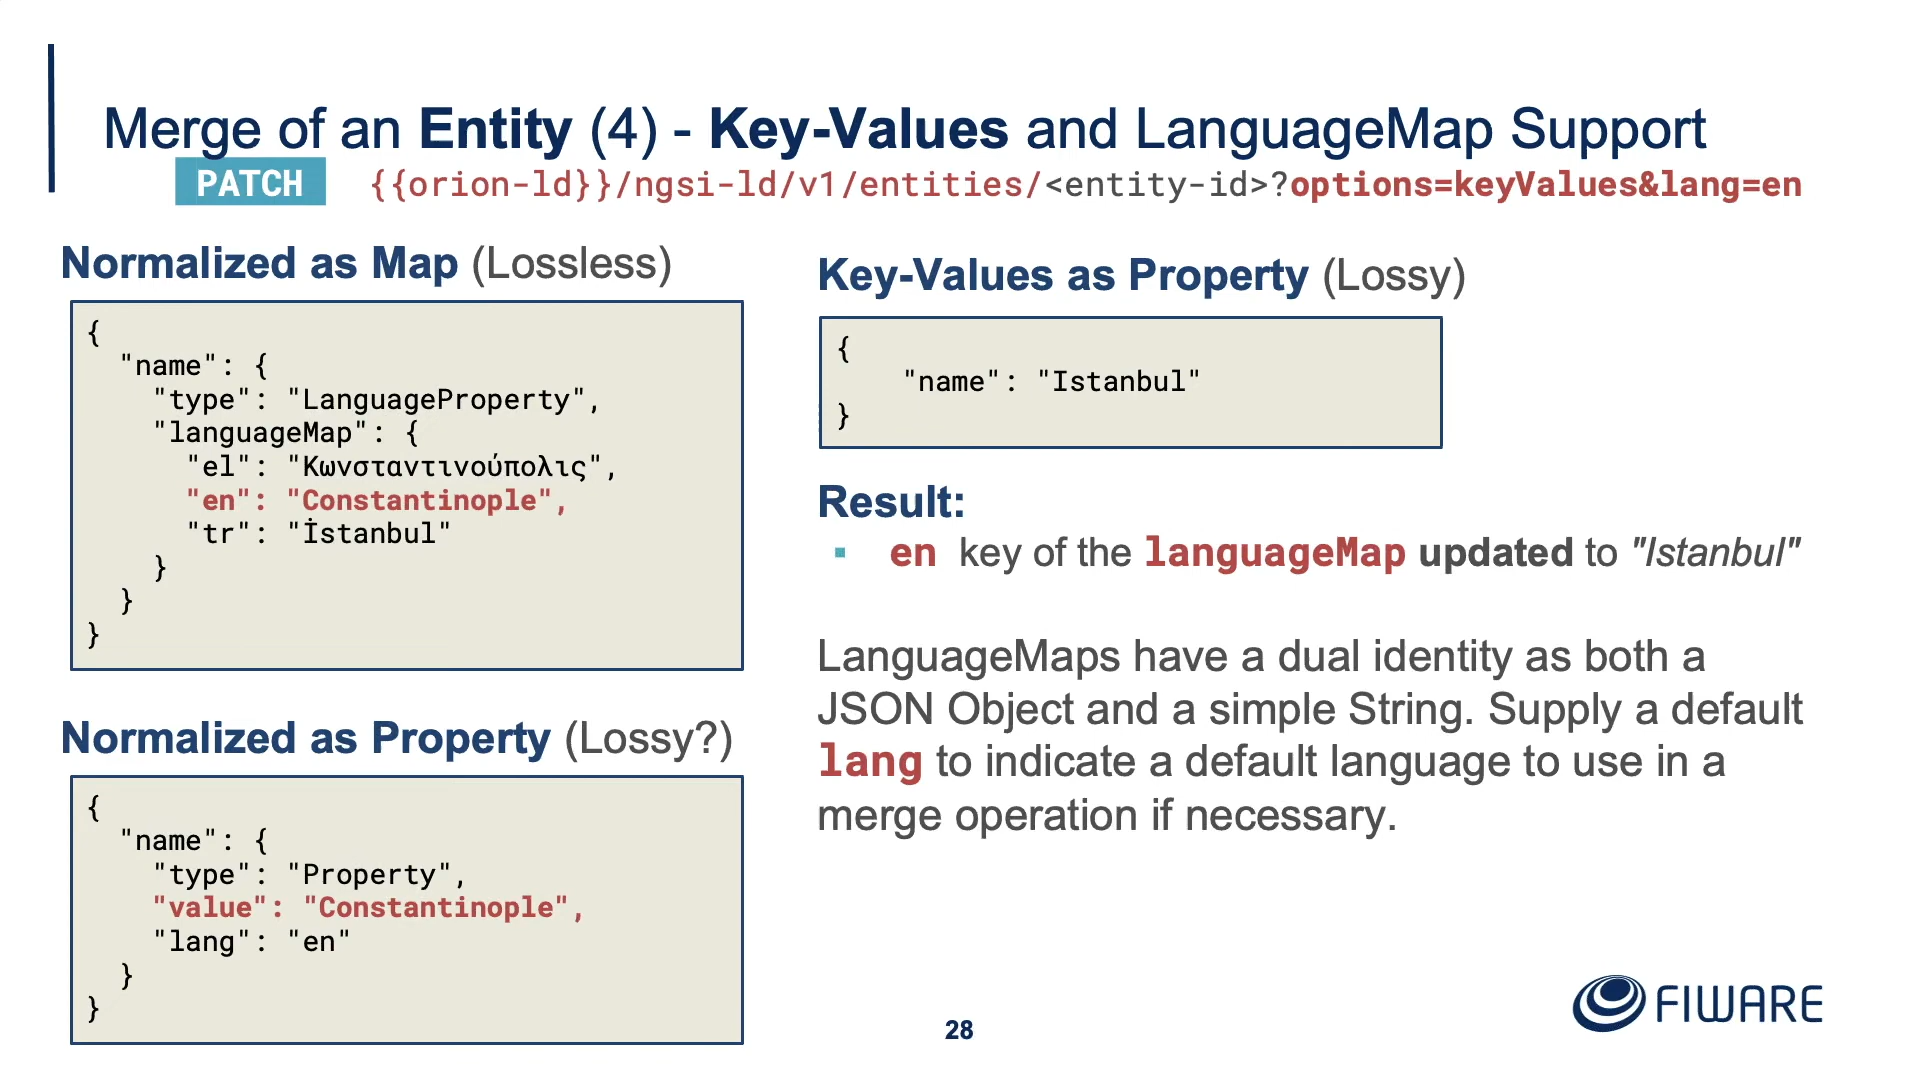 Merge of an Entity (4) - Key-Values and LanguageMap Support
PATCH {{orion-ld}}/ngsi-ld/v1/entities/<entity-id>?options=keyValues&lang=en
Normalized as Map (Lossless)
{
  "name": {
    "type": "LanguageProperty",
    "languageMap": {
      "el": "Κωνσταντινούπολις",
      "en": "Constantinople",
      "tr": "İstanbul"
    }
  }
}
Normalized as Property (Lossy?)
{
  "name": {
    "type": "Property",
    "value": "Constantinople",
    "lang": "en"
  }
}
Key-Values as Property (Lossy)
{
    "name": "Istanbul"
}
Result:
▪ en key of the languageMap updated to "Istanbul"
LanguageMaps have a dual identity as both a
JSON Object and a simple String. Supply a default
lang to indicate a default language to use in a
merge operation if necessary.
28
FIWARE